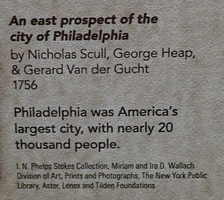 An east prospect of the
city of Philadelphia
by Nicholas Scull, George Heap,
& Gerard Van der Gucht
1756
Philadelphia was America's
largest city, with nearly 20
thousand people.
I. N. Phelps Stokes Collection, Miriam and Ira D. Wallach
Division of Art, Prints and Photographs, The New York Public
Library, Astor, Lenox and Tilden Foundations